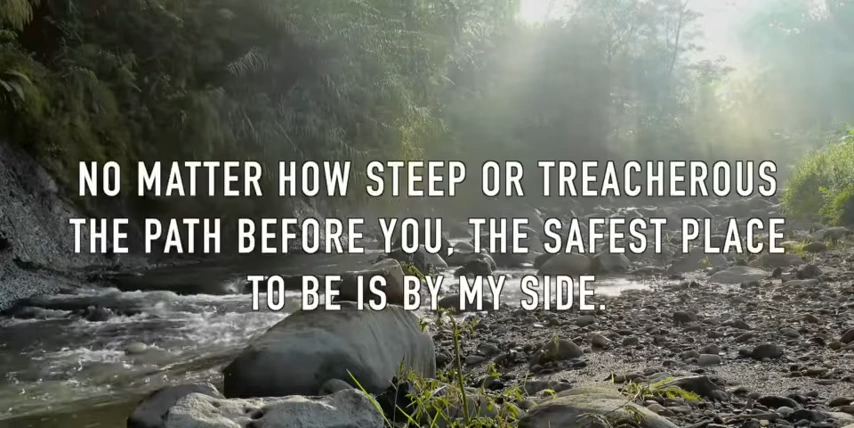 NO MATTER HOW STEEP OR TREACHEROUS
THE PATH BEFORE YOU, THE SAFEST PLACE
TO BE IS BY MY SIDE.